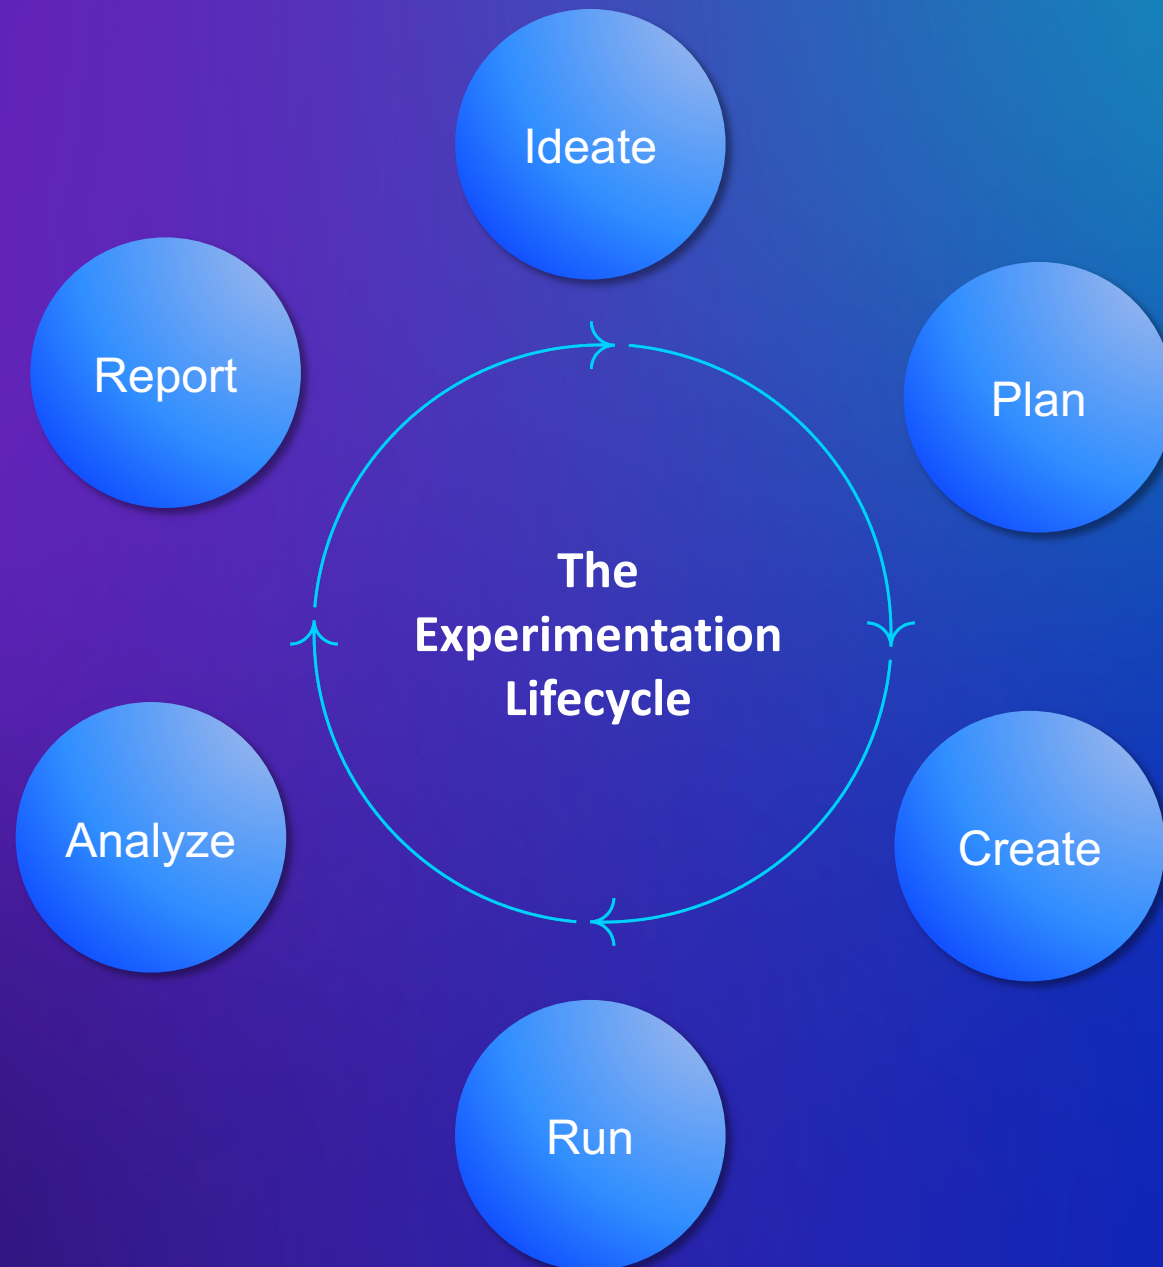 Ideate
Report
Plan
The
Experimentation
Lifecycle
Analyze
Create
Run